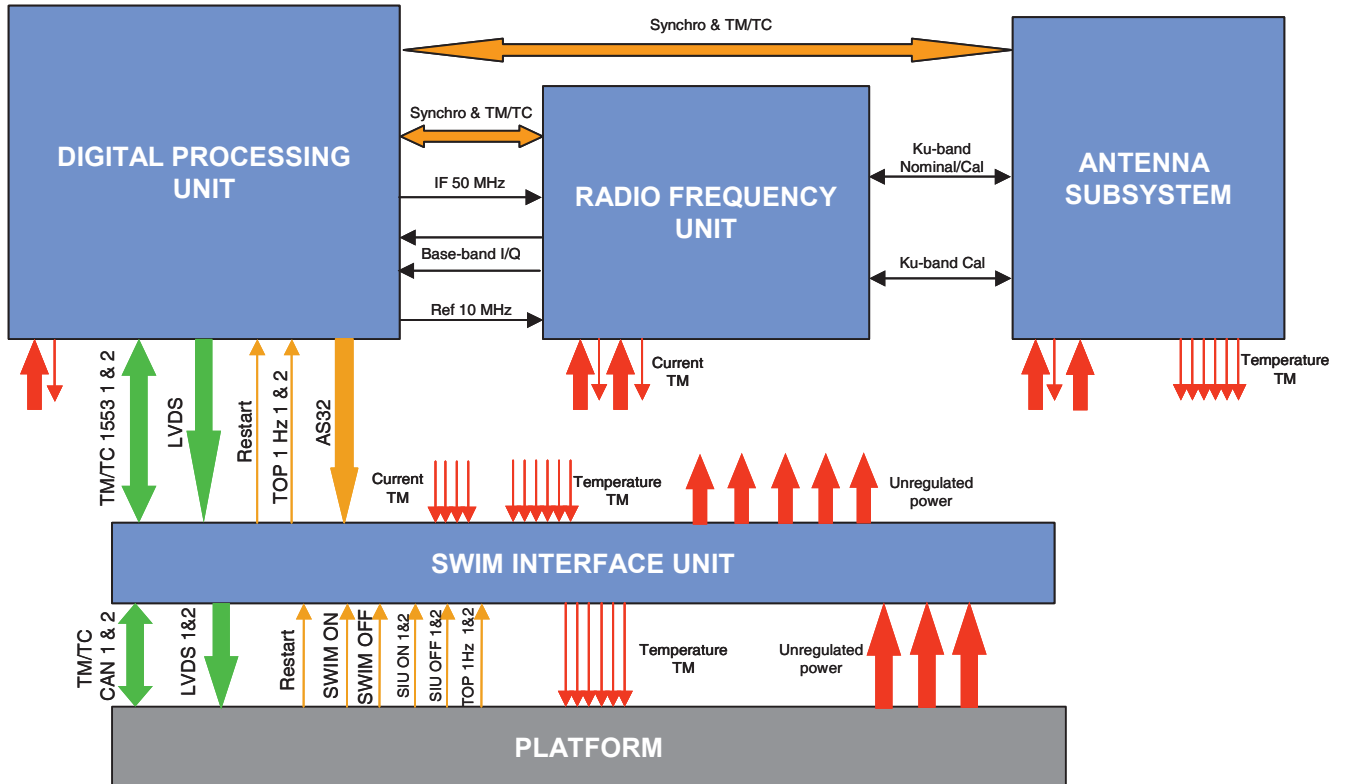 Synchro & TM/TC
DIGITAL PROCESSING
UNIT
Synchro & TM/TC
IF 50 MHz
Base-band I/Q
Ref 10 MHz
RADIO FREQUENCY
UNIT
Ku-band
Nominal/Cal
Ku-band Cal
ANTENNA
SUBSYSTEM
TM/TC 1553 1 & 2
LVDS
Restart
TOP 1 Hz 1 & 2
AS32
Current
TM
Temperature
TM
Current
TM
Temperature
TM
Unregulated
power
SWIM INTERFACE UNIT
TM/TC
CAN 1 & 2
LVDS 1&2
Restart
SWIM ON
SWIM OFF
SIU ON 1&2
SIU OFF 1&2
TOP 1Hz 1&2
Temperature
TM
Unregulated
power
PLATFORM